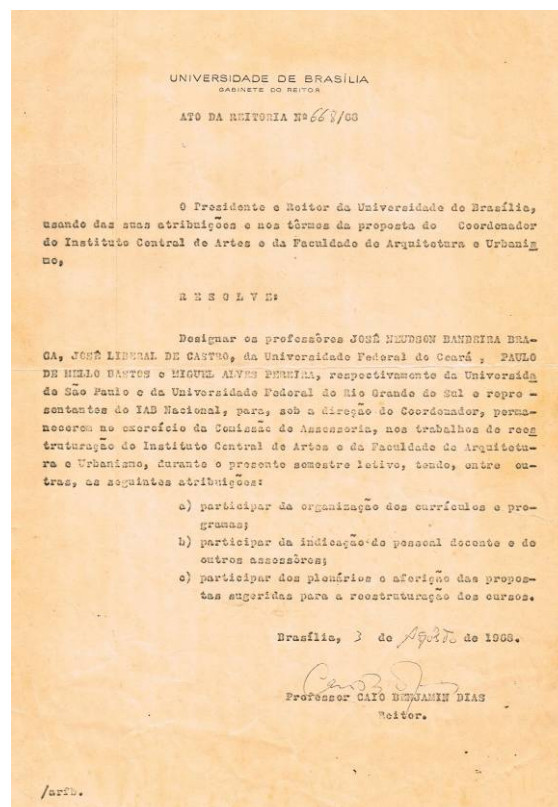 UNIVERSIDADE DE BRASÍLIA
GABINETE DO REITOR
ATO DA REITORIA Nº 668/68
O Presidente e Reitor da Universidade de Brasília,
usando das suas atribuições e nos têrmos da proposta do Coordenador
do Instituto Central de Artes e da Faculdade de Arquitetura e Urbanis
mo,
R E S O L V E:
Designar os professôres JOSÉ NEUDSON BANDEIRA BRA-
GA, JOSÉ LIBERAL DE CASTRO, da Universidade Federal do Ceará , PAULO
DE MELLO BASTOS e MIGUEL ALVES PEREIRA, respectivamente da Universida
de São Paulo e da Universidade Federal do Rio Grande do Sul e repre -
sentantes do IAB Nacional, para, sob a direção do Coordenador, perma-
necerem no exercício da Comissão de Assessoria, nos trabalhos de rees
truturação do Instituto Central de Artes e da Faculdade de Arquitetu-
ra e Urbanismo, durante o presente semestre letivo, tendo, entre ou-
tras, as seguintes atribuições:
a) participar da organização dos currículos e pro-
gramas;
b) participar da indicação do pessoal docente e de
outros assessôres;
c) participar dos plenários e aferição das propos-
tas sugeridas para a reestruturação dos cursos.
Brasília, 3 de Agôsto de 1968.
Professor CAIO BENJAMIN DIAS
Reitor.
/arfb.